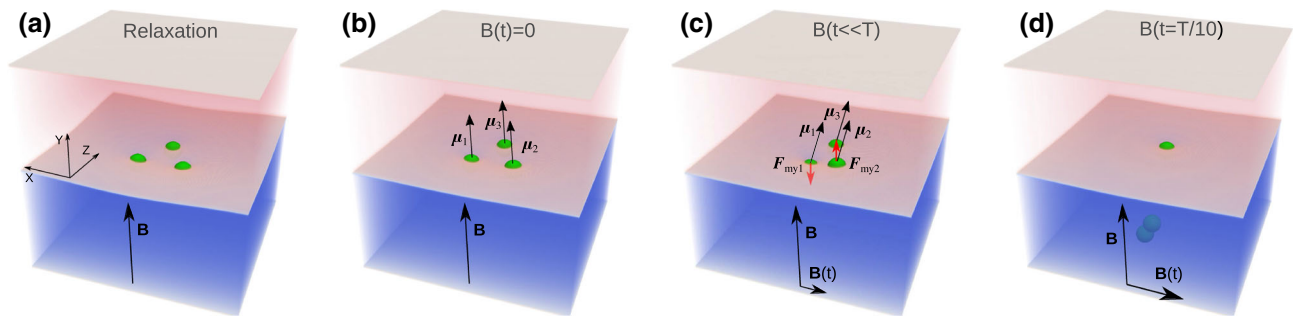 (a) Relaxation
Y
Z
X
B
(b) B(t)=0
μ1
μ3
μ2
B
(c) B(t<<T)
μ3
μ1
μ2
Fmy1
Fmy2
B
B(t)
(d) B(t=T/10)
B
B(t)